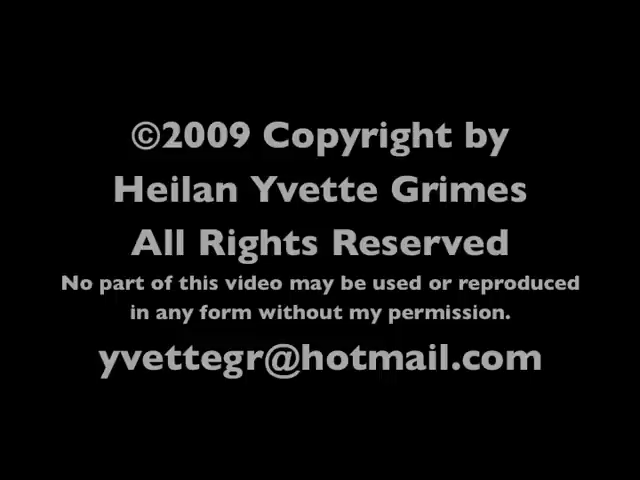 ©2009 Copyright by
Heilan Yvette Grimes
All Rights Reserved
No part of this video may be used or reproduced
in any form without my permission.
yvettegr@hotmail.com